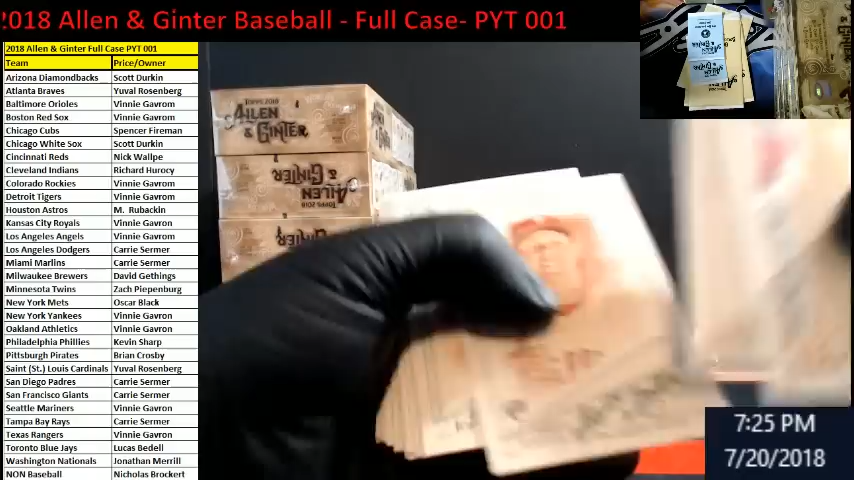 2018 Allen & Ginter Baseball - Full Case- PYT 001
2018 Allen & Ginter Full Case PYT 001
Team Price/Owner
Arizona Diamondbacks Scott Durkin
Atlanta Braves Yuval Rosenberg
Baltimore Orioles Vinnie Gavrom
Boston Red Sox Vinnie Gavrom
Chicago Cubs Spencer Fireman
Chicago White Sox Scott Durkin
Cincinnati Reds Nick Wallpe
Cleveland Indians Richard Hurocy
Colorado Rockies Vinnie Gavrom
Detroit Tigers Vinnie Gavrom
Houston Astros M. Rubackin
Kansas City Royals Vinnie Gavrom
Los Angeles Angels Vinnie Gavrom
Los Angeles Dodgers Carrie Sermer
Miami Marlins Carrie Sermer
Milwaukee Brewers David Gethings
Minnesota Twins Zach Piepenburg
New York Mets Oscar Black
New York Yankees Vinnie Gavron
Oakland Athletics Vinnie Gavron
Philadelphia Phillies Kevin Sharp
Pittsburgh Pirates Brian Crosby
Saint (St.) Louis Cardinals Yuval Rosenberg
San Diego Padres Carrie Sermer
San Francisco Giants Carrie Sermer
Seattle Mariners Vinnie Gavron
Tampa Bay Rays Carrie Sermer
Texas Rangers Vinnie Gavron
Toronto Blue Jays Lucas Bedell
Washington Nationals Jonathan Merrill
NON Baseball Nicholas Brockert
TOPPS 2018
ALLEN
& GINTER
TOPPS 2018
ALLEN
& GINTER
7:25 PM
7/20/2018